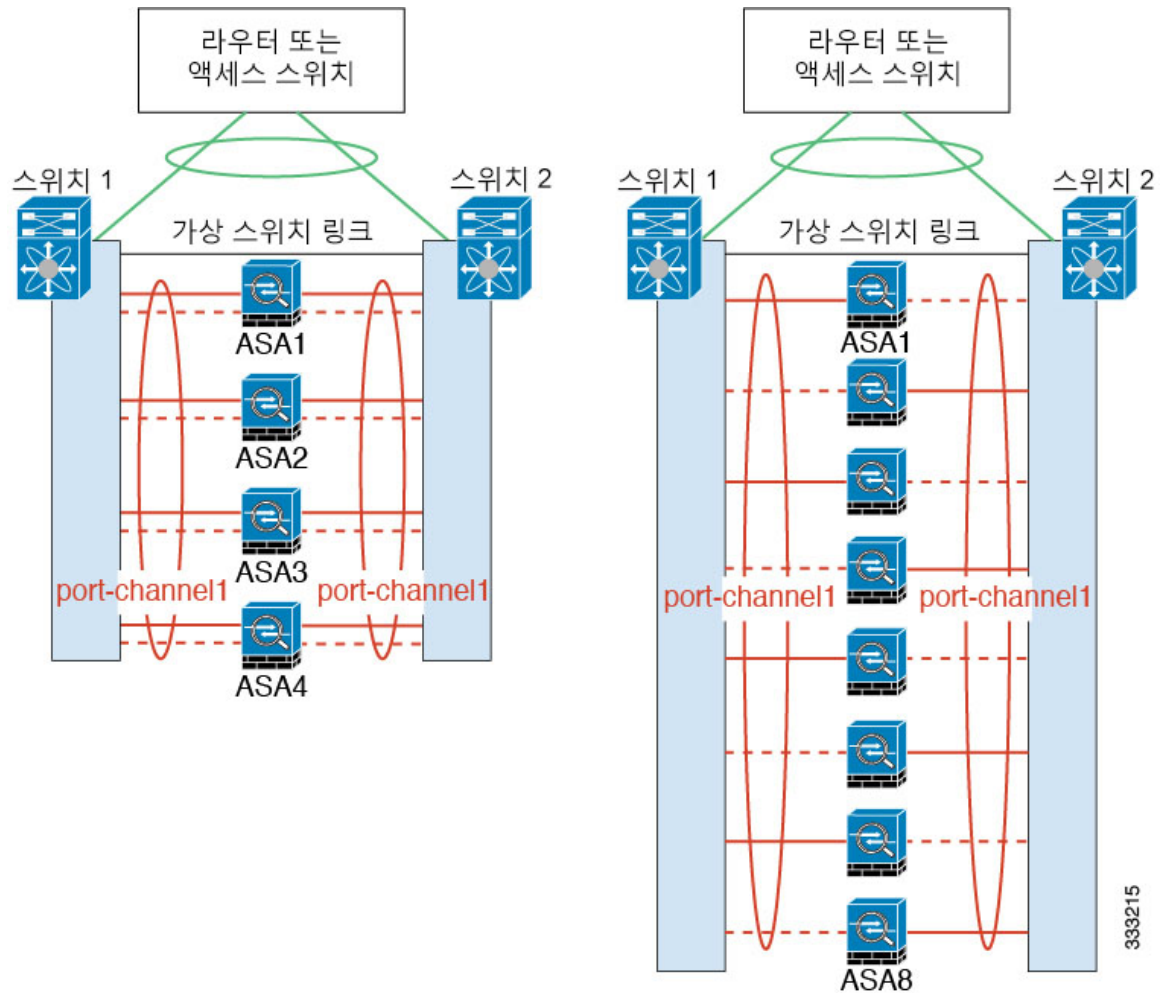 라우터 또는
액세스 스위치
스위치 1
스위치 2
가상 스위치 링크
ASA1
ASA2
ASA3
port-channel1
port-channel1
ASA4
라우터 또는
액세스 스위치
스위치 1
스위치 2
가상 스위치 링크
ASA1
port-channel1
port-channel1
ASA8
333215